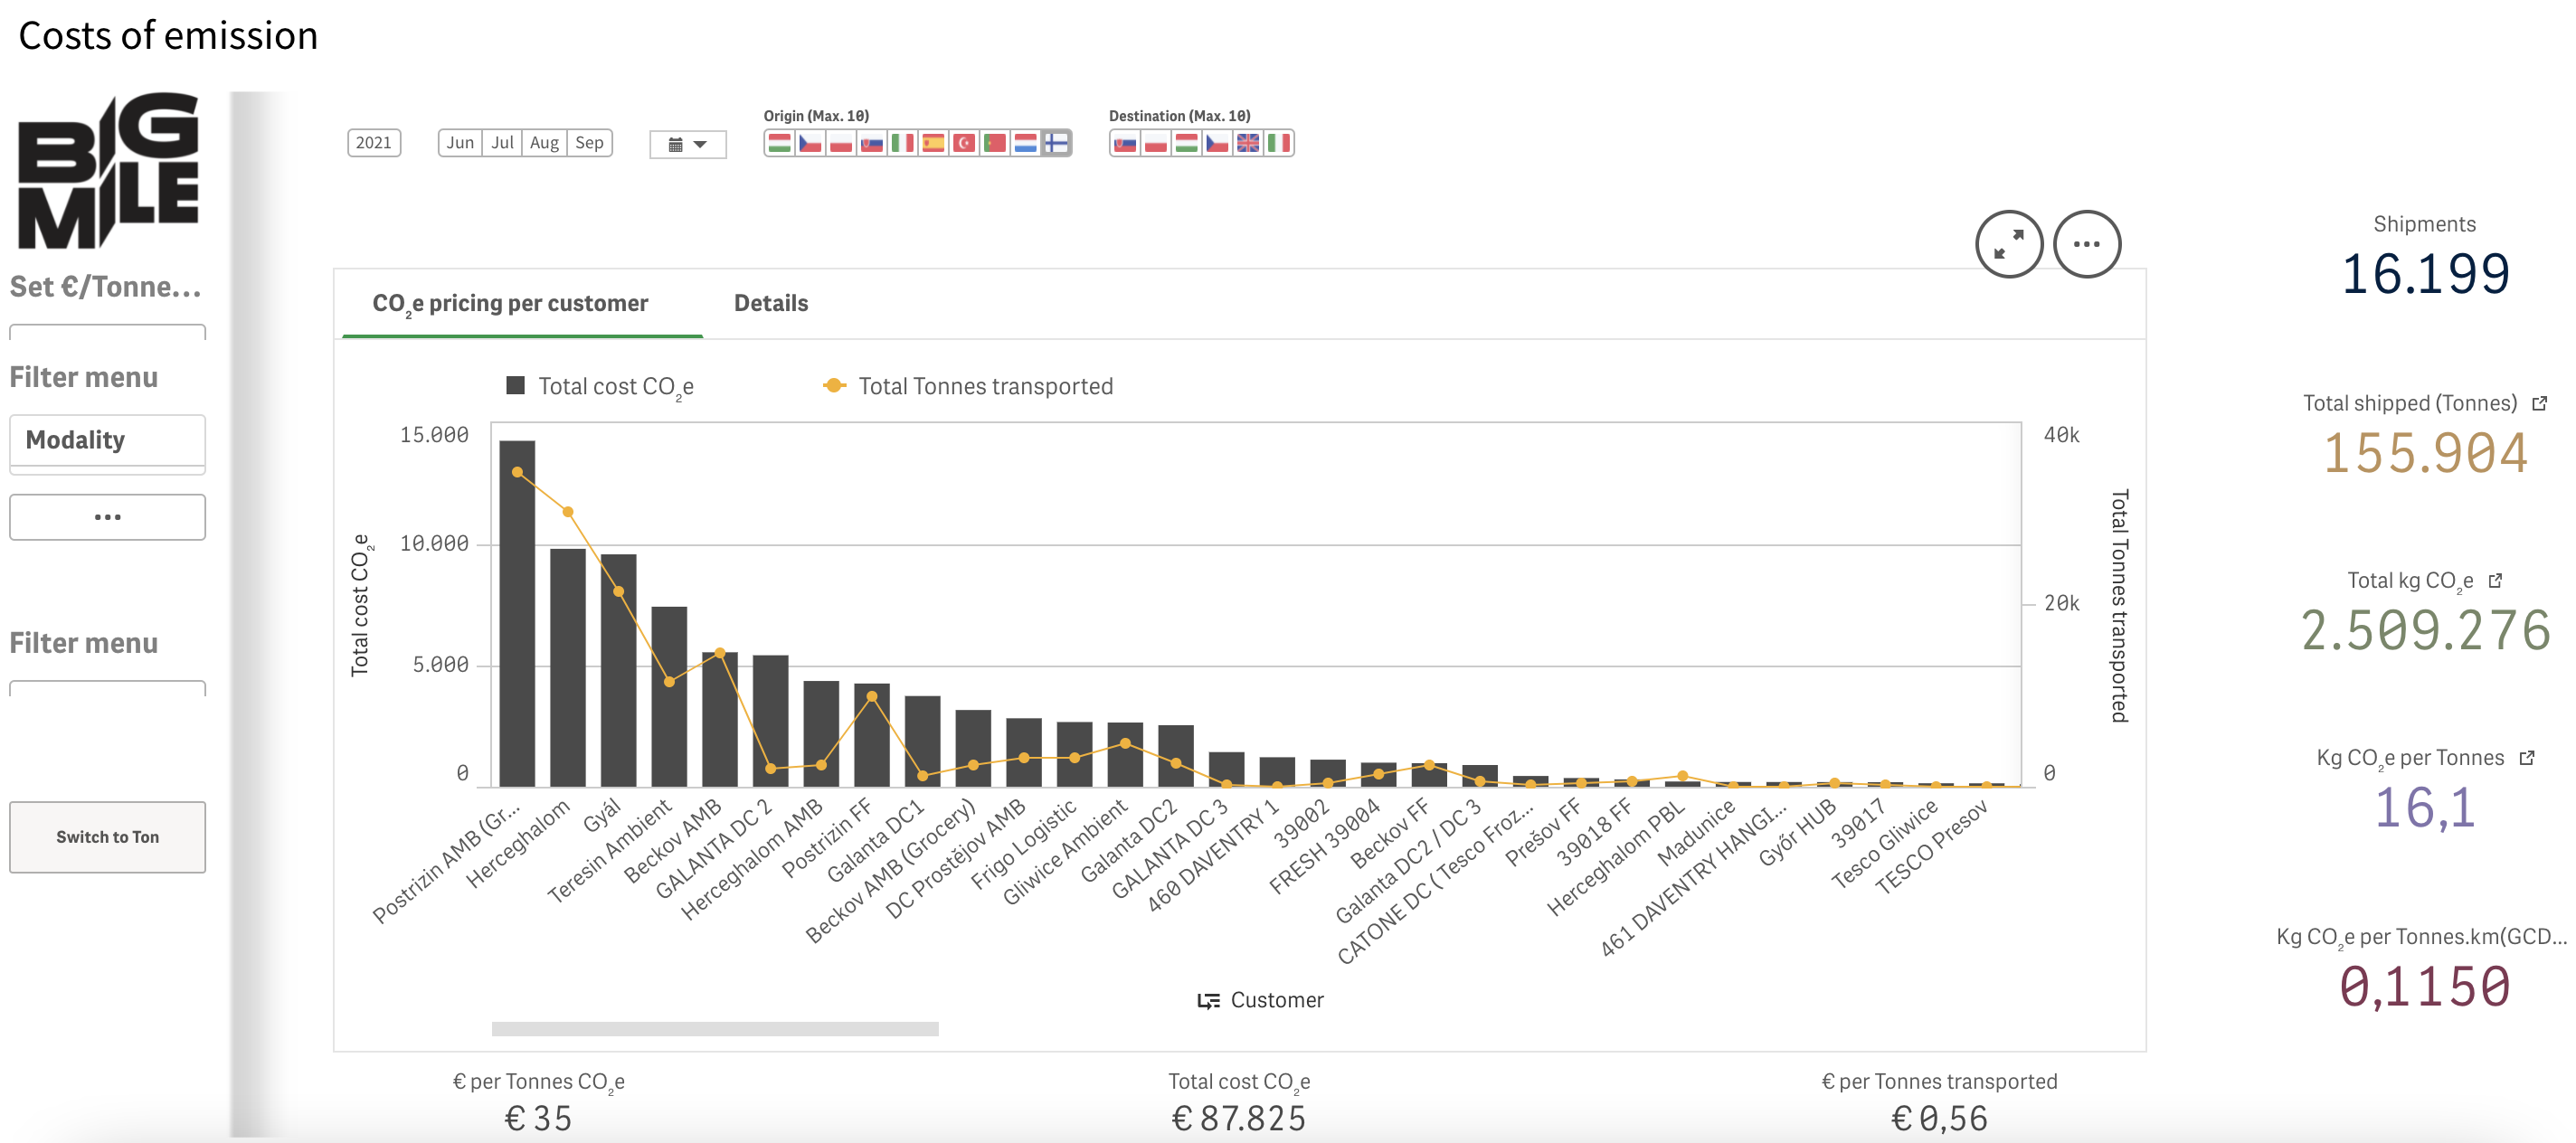 Costs of emission
BIG
MILE
Set €/Tonne...
Filter menu
Modality
...
Filter menu
Switch to Ton
2021
Jun Jul Aug Sep
Origin (Max. 10)
Destination (Max. 10)
...
CO₂e pricing per customer
Details
Total cost CO₂e
Total Tonnes transported
Total cost CO₂e
15.000
10.000
5.000
0
40k
20k
0
Total Tonnes transported
Postrizin AMB (Gr...
Herceghalom
Gyál
Teresin Ambient
Beckov AMB
GALANTA DC 2
Herceghalom AMB
Postrizin FF
Galanta DC1
Beckov AMB (Grocery)
DC Prostějov AMB
Frigo Logistic
Gliwice Ambient
Galanta DC2
GALANTA DC 3
460 DAVENTRY 1
39002
FRESH 39004
Beckov FF
Galanta DC2 / DC 3
CATONE DC ( Tesco Froz...
Prešov FF
39018 FF
Herceghalom PBL
Madunice
461 DAVENTRY HANGI...
Győr HUB
39017
Tesco Gliwice
TESCO Presov
Customer
€ per Tonnes CO₂e
€ 35
Total cost CO₂e
€ 87.825
€ per Tonnes transported
€ 0,56
Shipments
16.199
Total shipped (Tonnes)
155.904
Total kg CO₂e
2.509.276
Kg CO₂e per Tonnes
16,1
Kg CO₂e per Tonnes.km(GCD...
0,1150